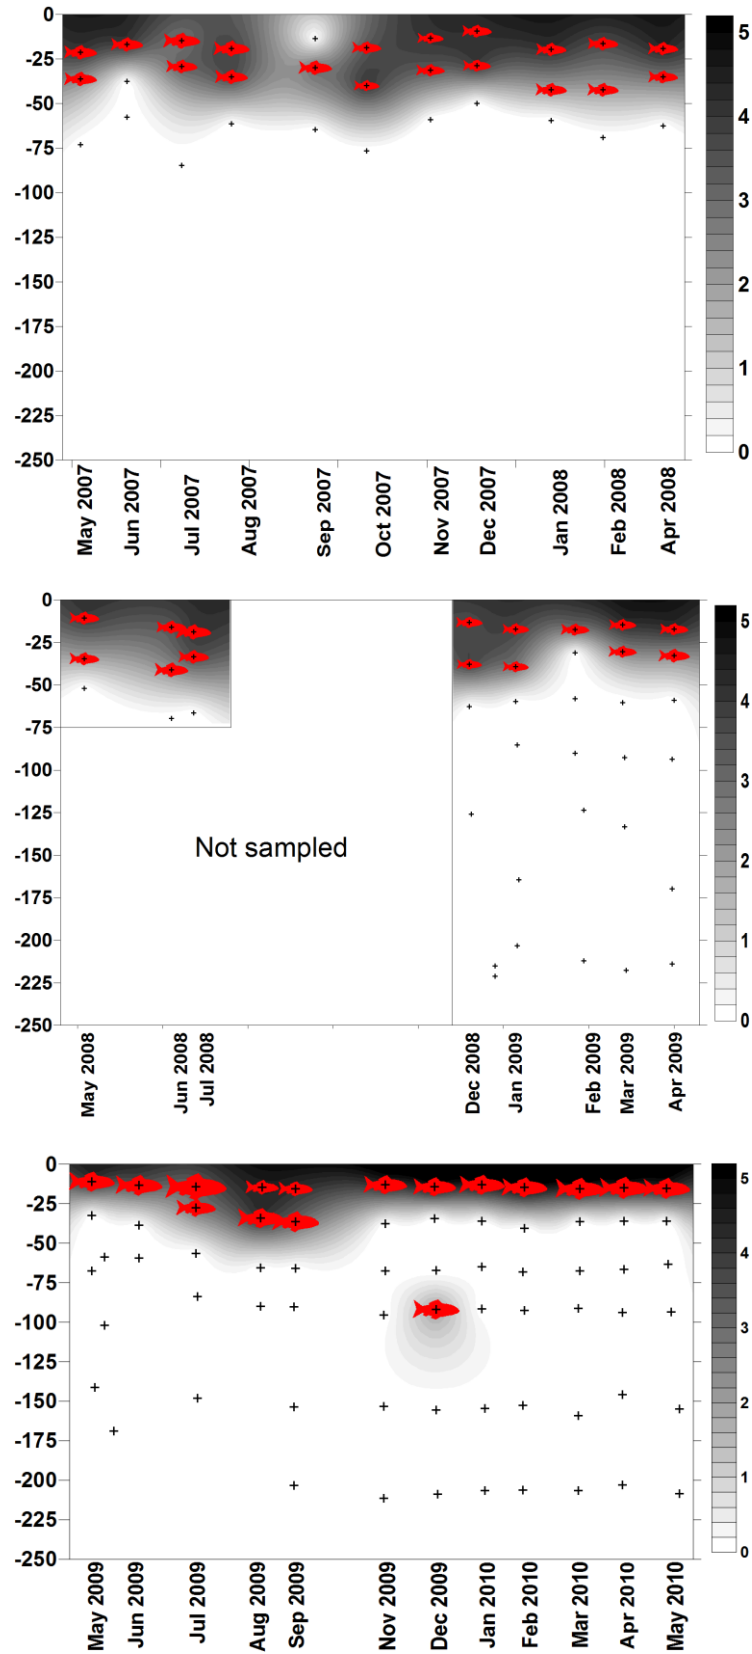 0
-25
-50
-75
-100
-125
-150
-175
-200
-225
-250
May 2007
Jun 2007
Jul 2007
Aug 2007
Sep 2007
Oct 2007
Nov 2007
Dec 2007
Jan 2008
Feb 2008
Apr 2008
5
4
3
2
1
0
0
-25
-50
-75
-100
-125
-150
-175
-200
-225
-250
Not sampled
May 2008
Jun 2008
Jul 2008
Dec 2008
Jan 2009
Feb 2009
Mar 2009
Apr 2009
5
4
3
2
1
0
0
-25
-50
-75
-100
-125
-150
-175
-200
-225
-250
May 2009
Jun 2009
Jul 2009
Aug 2009
Sep 2009
Nov 2009
Dec 2009
Jan 2010
Feb 2010
Mar 2010
Apr 2010
May 2010
5
4
3
2
1
0